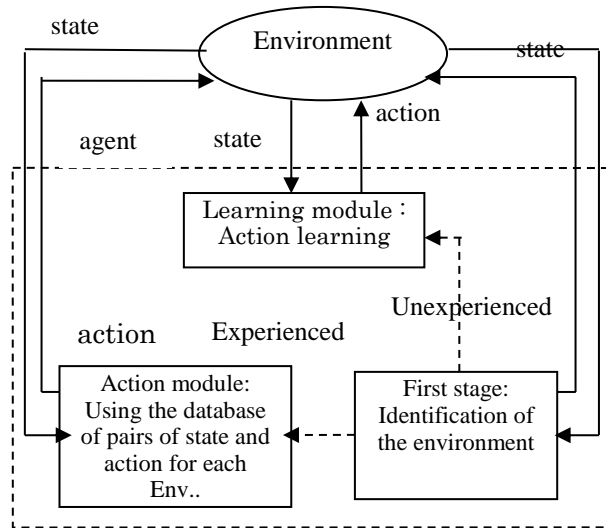 state
Environment
state
action
agent
state
Learning module：
Action learning
Unexperienced
Experienced
action
Action module:
Using the database
of pairs of state and
action for each
Env..
First stage:
Identification of
the environment